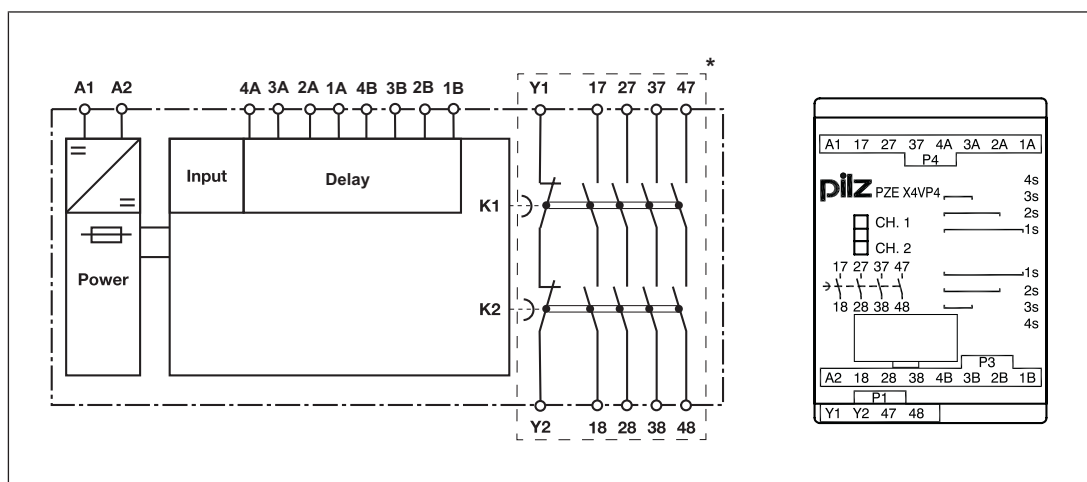 *
A1 A2 4A 3A 2A 1A 4B 3B 2B 1B Y1 17 27 37 47
Input Delay
K1
Power
K2
Y2 18 28 38 48
A1 17 27 37 4A 3A 2A 1A
P4
pilz PZE X4VP4
4s
3s
2s
1s
CH. 1
CH. 2
17 27 37 47
18 28 38 48
1s
2s
3s
4s
P3
A2 18 28 38 4B 3B 2B 1B
P1
Y1 Y2 47 48